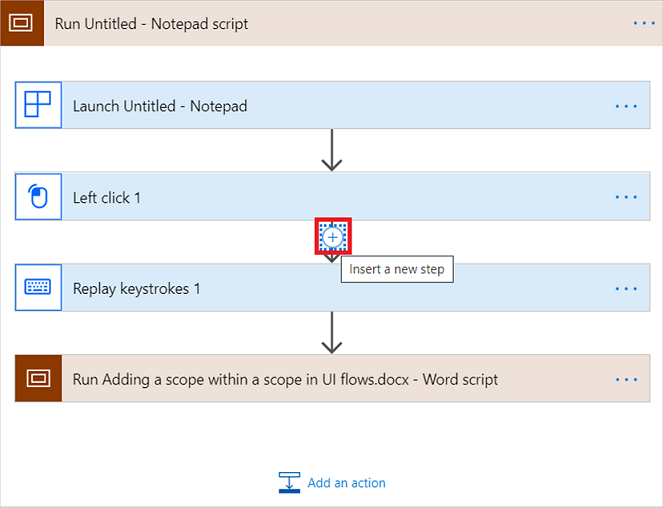 Run Untitled - Notepad script
Launch Untitled - Notepad
Left click 1
Insert a new step
Replay keystrokes 1
Run Adding a scope within a scope in UI flows.docx - Word script
Add an action